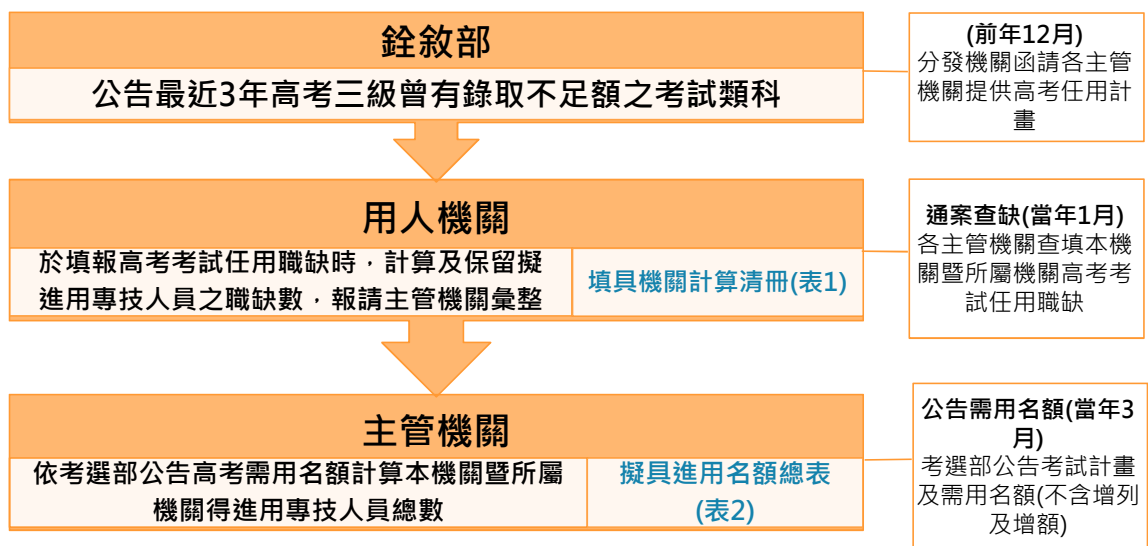 銓敘部
公告最近3年高考三級曾有錄取不足額之考試類科
(前年12月)
分發機關函請各主管
機關提供高考任用計
畫
用人機關
於填報高考考試任用職缺時，計算及保留擬
進用專技人員之職缺數，報請主管機關彙整
填具機關計算清冊(表1)
通案查缺(當年1月)
各主管機關查填本機
關暨所屬機關高考考
試任用職缺
主管機關
依考選部公告高考需用名額計算本機關暨所屬
機關得進用專技人員總數
擬具進用名額總表
(表2)
公告需用名額(當年3
月)
考選部公告考試計畫
及需用名額(不含增列
及增額)